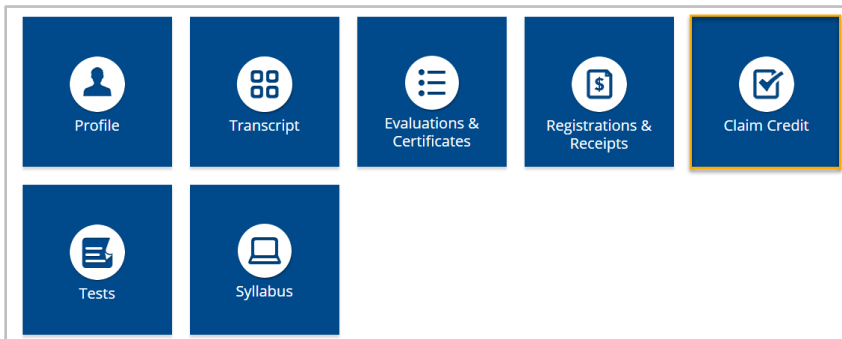 Profile
Transcript
Evaluations &
Certificates
$
Registrations &
Receipts
Claim Credit
Tests
Syllabus